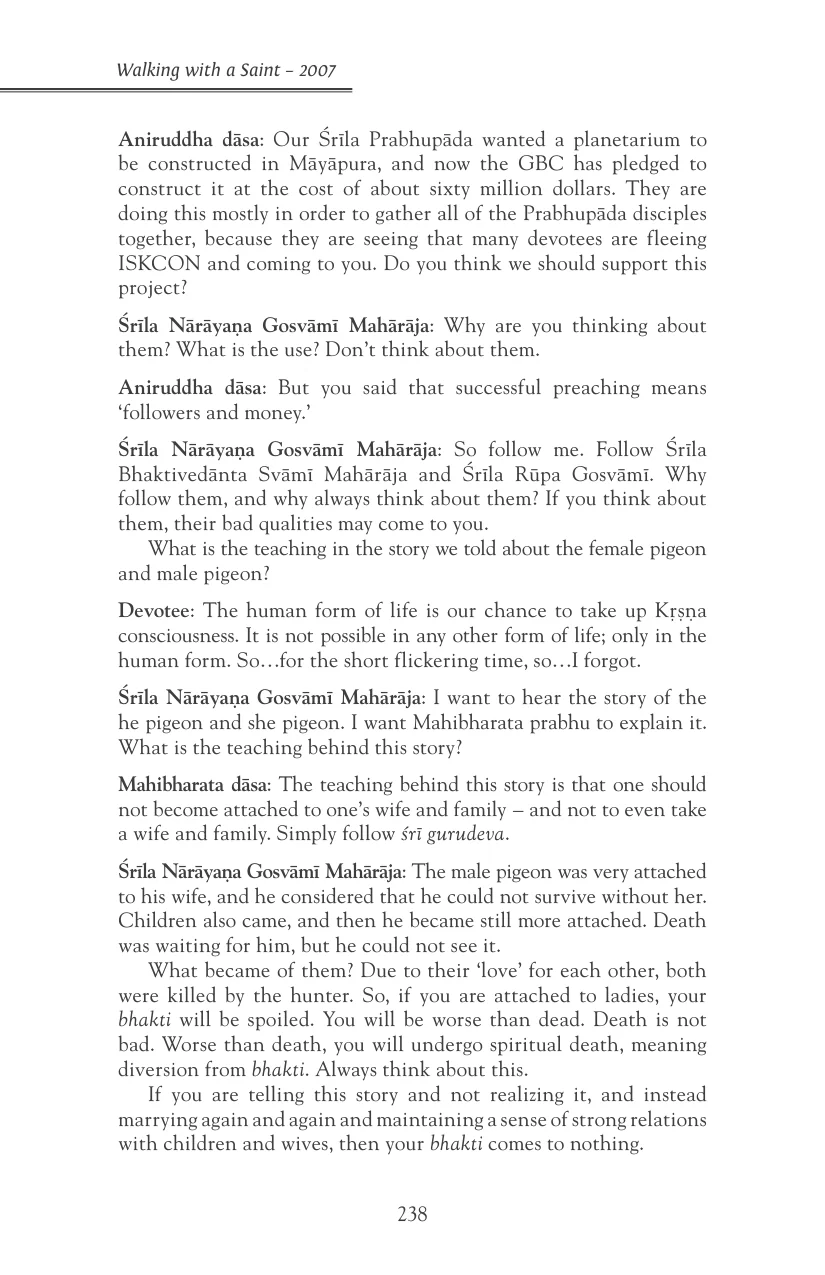 Walking with a Saint – 2007
Aniruddha dāsa: Our Śrīla Prabhupāda wanted a planetarium to
be constructed in Māyāpura, and now the GBC has pledged to
construct it at the cost of about sixty million dollars. They are
doing this mostly in order to gather all of the Prabhupāda disciples
together, because they are seeing that many devotees are fleeing
ISKCON and coming to you. Do you think we should support this
project?
Śrīla Nārāyaṇa Gosvāmī Mahārāja: Why are you thinking about
them? What is the use? Don’t think about them.
Aniruddha dāsa: But you said that successful preaching means
‘followers and money.’
Śrīla Nārāyaṇa Gosvāmī Mahārāja: So follow me. Follow Śrīla
Bhaktivedānta Svāmī Mahārāja and Śrīla Rūpa Gosvāmī. Why
follow them, and why always think about them? If you think about
them, their bad qualities may come to you.
What is the teaching in the story we told about the female pigeon
and male pigeon?
Devotee: The human form of life is our chance to take up Kṛṣṇa
consciousness. It is not possible in any other form of life; only in the
human form. So…for the short flickering time, so…I forgot.
Śrīla Nārāyaṇa Gosvāmī Mahārāja: I want to hear the story of the
he pigeon and she pigeon. I want Mahibharata prabhu to explain it.
What is the teaching behind this story?
Mahibharata dāsa: The teaching behind this story is that one should
not become attached to one’s wife and family – and not to even take
a wife and family. Simply follow śrī gurudeva.
Śrīla Nārāyaṇa Gosvāmī Mahārāja: The male pigeon was very attached
to his wife, and he considered that he could not survive without her.
Children also came, and then he became still more attached. Death
was waiting for him, but he could not see it.
What became of them? Due to their ‘love’ for each other, both
were killed by the hunter. So, if you are attached to ladies, your
bhakti will be spoiled. You will be worse than dead. Death is not
bad. Worse than death, you will undergo spiritual death, meaning
diversion from bhakti. Always think about this.
If you are telling this story and not realizing it, and instead
marrying again and again and maintaining a sense of strong relations
with children and wives, then your bhakti comes to nothing.
238